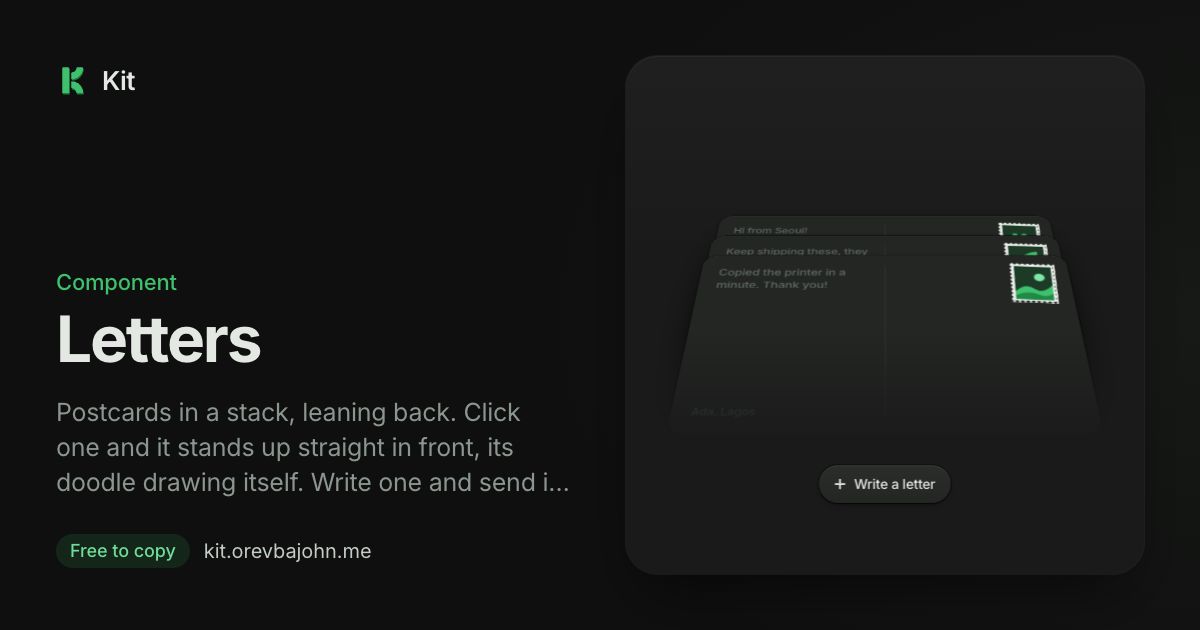 Kit
Component
Letters
Postcards in a stack, leaning back. Click
one and it stands up straight in front, its
doodle drawing itself. Write one and send i...
Free to copy
kit.orevbajohn.me
Hi from Seoul!
Keep shipping these, they
Copied the printer in a
minute. Thank you!
Ada, Lagos
+ Write a letter